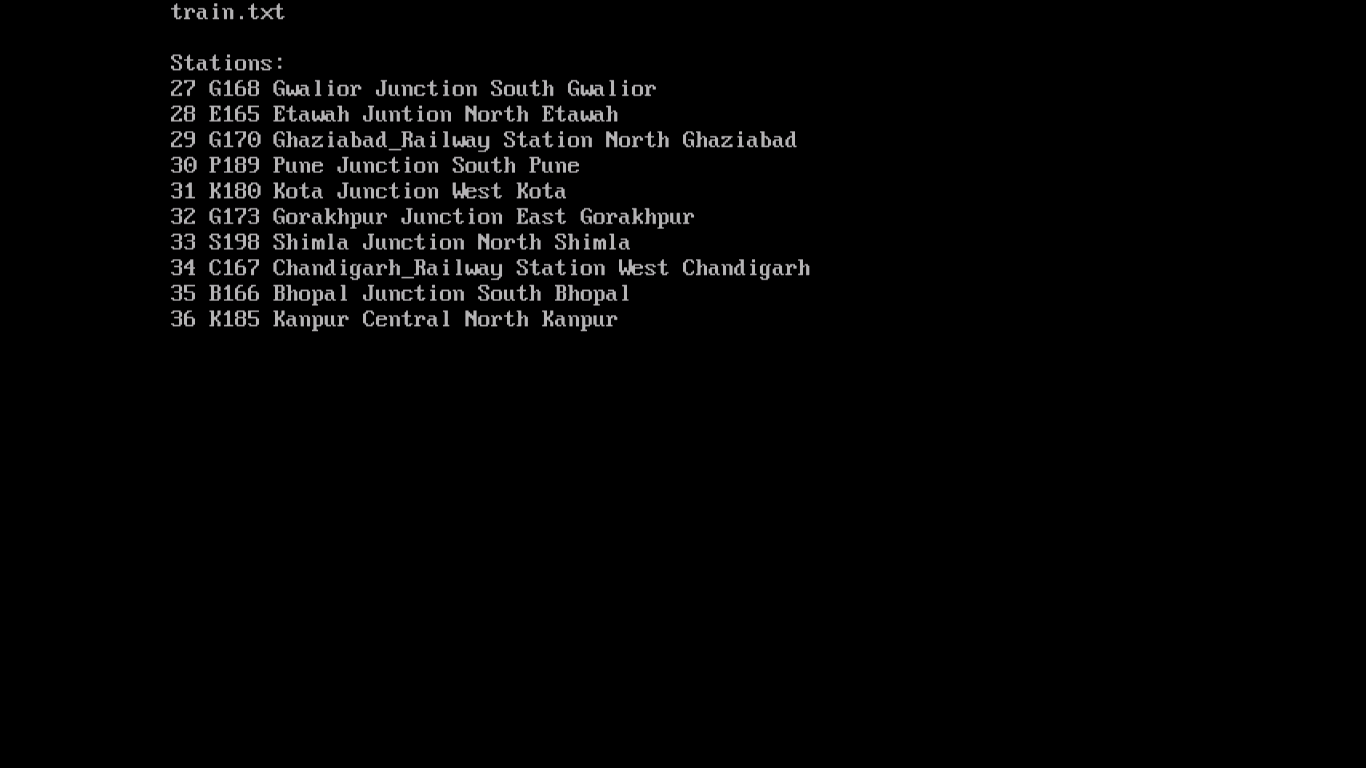 train.txt
Stations:
27 G168 Gwalior Junction South Gwalior
28 E165 Etawah Juntion North Etawah
29 G170 Ghaziabad_Railway Station North Ghaziabad
30 P189 Pune Junction South Pune
31 K180 Kota Junction West Kota
32 G173 Gorakhpur Junction East Gorakhpur
33 S198 Shimla Junction North Shimla
34 C167 Chandigarh_Railway Station West Chandigarh
35 B166 Bhopal Junction South Bhopal
36 K185 Kanpur Central North Kanpur